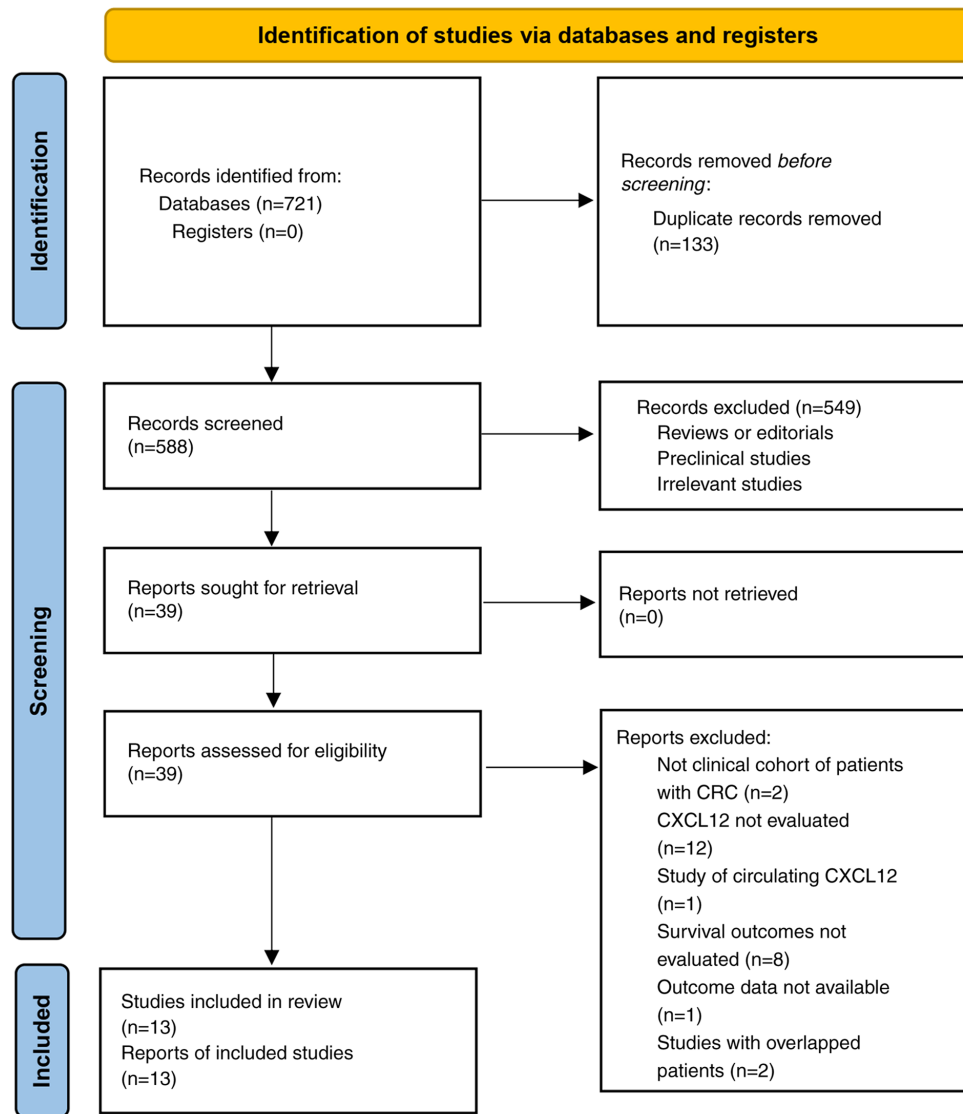 Identification of studies via databases and registers
Identification
Records identified from:
Databases (n=721)
Registers (n=0)
Records removed before
screening:
Duplicate records removed
(n=133)
Screening
Records screened
(n=588)
Records excluded (n=549)
Reviews or editorials
Preclinical studies
Irrelevant studies
Reports sought for retrieval
(n=39)
Reports not retrieved
(n=0)
Reports assessed for eligibility
(n=39)
Reports excluded:
Not clinical cohort of patients
with CRC (n=2)
CXCL12 not evaluated
(n=12)
Study of circulating CXCL12
(n=1)
Survival outcomes not
evaluated (n=8)
Outcome data not available
(n=1)
Studies with overlapped
patients (n=2)
Included
Studies included in review
(n=13)
Reports of included studies
(n=13)